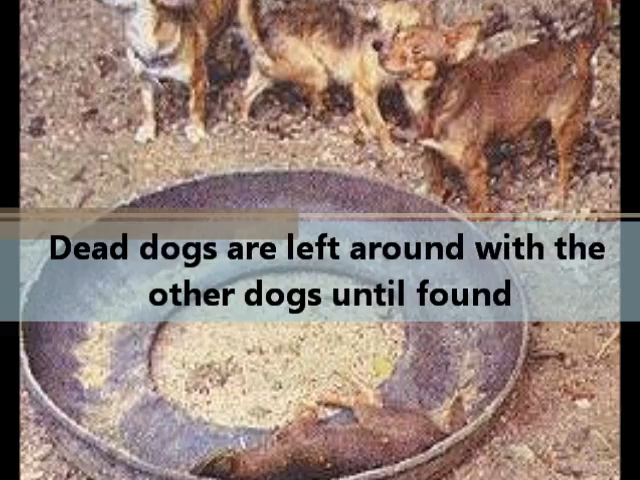 Dead dogs are left around with the
other dogs until found